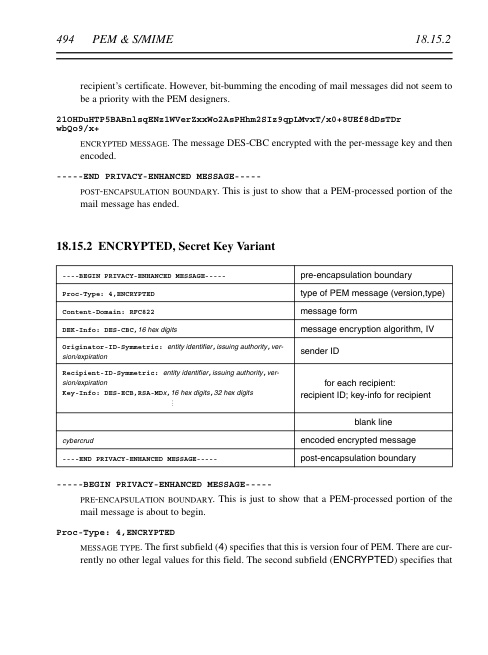 494 PEM & S/MIME 18.15.2
recipient's certificate. However, bit-bumming the encoding of mail messages did not seem to
be a priority with the PEM designers.
21OHDuHTP5BABnlsqENz1WVerZxxWo2AsPHhm2SIz9qpLMvxT/x0+8UEf8dDsTDr
wbQo9/x+
ENCRYPTED MESSAGE. The message DES-CBC encrypted with the per-message key and then
encoded.
-----END PRIVACY-ENHANCED MESSAGE-----
POST-ENCAPSULATION BOUNDARY. This is just to show that a PEM-processed portion of the
mail message has ended.
18.15.2 ENCRYPTED, Secret Key Variant
----BEGIN PRIVACY-ENHANCED MESSAGE----- pre-encapsulation boundary
Proc-Type: 4,ENCRYPTED type of PEM message (version,type)
Content-Domain: RFC822 message form
DEK-Info: DES-CBC, 16 hex digits message encryption algorithm, IV
Originator-ID-Symmetric: entity identifier, issuing authority, ver-
sion/expiration
sender ID
Recipient-ID-Symmetric: entity identifier, issuing authority, ver-
sion/expiration
Key-Info: DES-ECB,RSA-MDx, 16 hex digits, 32 hex digits
⋮
for each recipient:
recipient ID; key-info for recipient
blank line
cybercrud encoded encrypted message
----END PRIVACY-ENHANCED MESSAGE----- post-encapsulation boundary
-----BEGIN PRIVACY-ENHANCED MESSAGE-----
PRE-ENCAPSULATION BOUNDARY. This is just to show that a PEM-processed portion of the
mail message is about to begin.
Proc-Type: 4,ENCRYPTED
MESSAGE TYPE. The first subfield (4) specifies that this is version four of PEM. There are cur-
rently no other legal values for this field. The second subfield (ENCRYPTED) specifies that